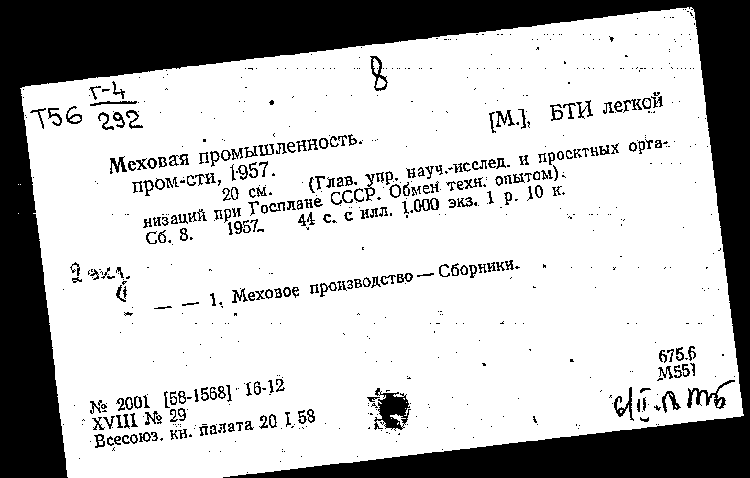 8
Т56 Г-4
292
Меховая промышленность. [М.], БТИ легкой
пром-сти, 1957.
20 см. (Глав. упр. науч.-исслед. и проектных орга-
низаций при Госплане СССР. Обмен техн. опытом).
Сб. 8. 1957. 44 с. с илл. 1.000 экз. 1 р. 10 к.
2 экз.
— — 1. Меховое производство — Сборники.
675.6
М551
№ 2001 [58-1568] 16-12
XVIII № 29
Всесоюз. кн. палата 20 I 58